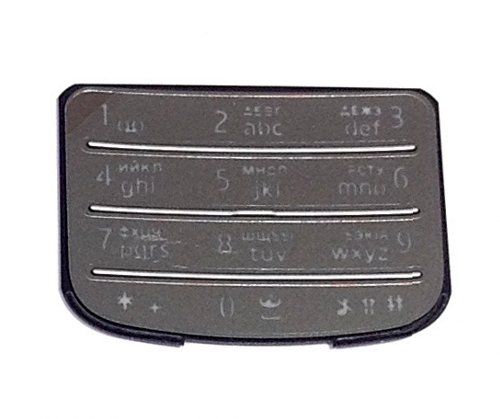 1 2 абвг abc дежз def 3
4 ийкл ghi 5 мноп jkl рсту mno 6
7 фхцч pqrs 8 шщъы tuv ьэюя wxyz 9
* + 0 #